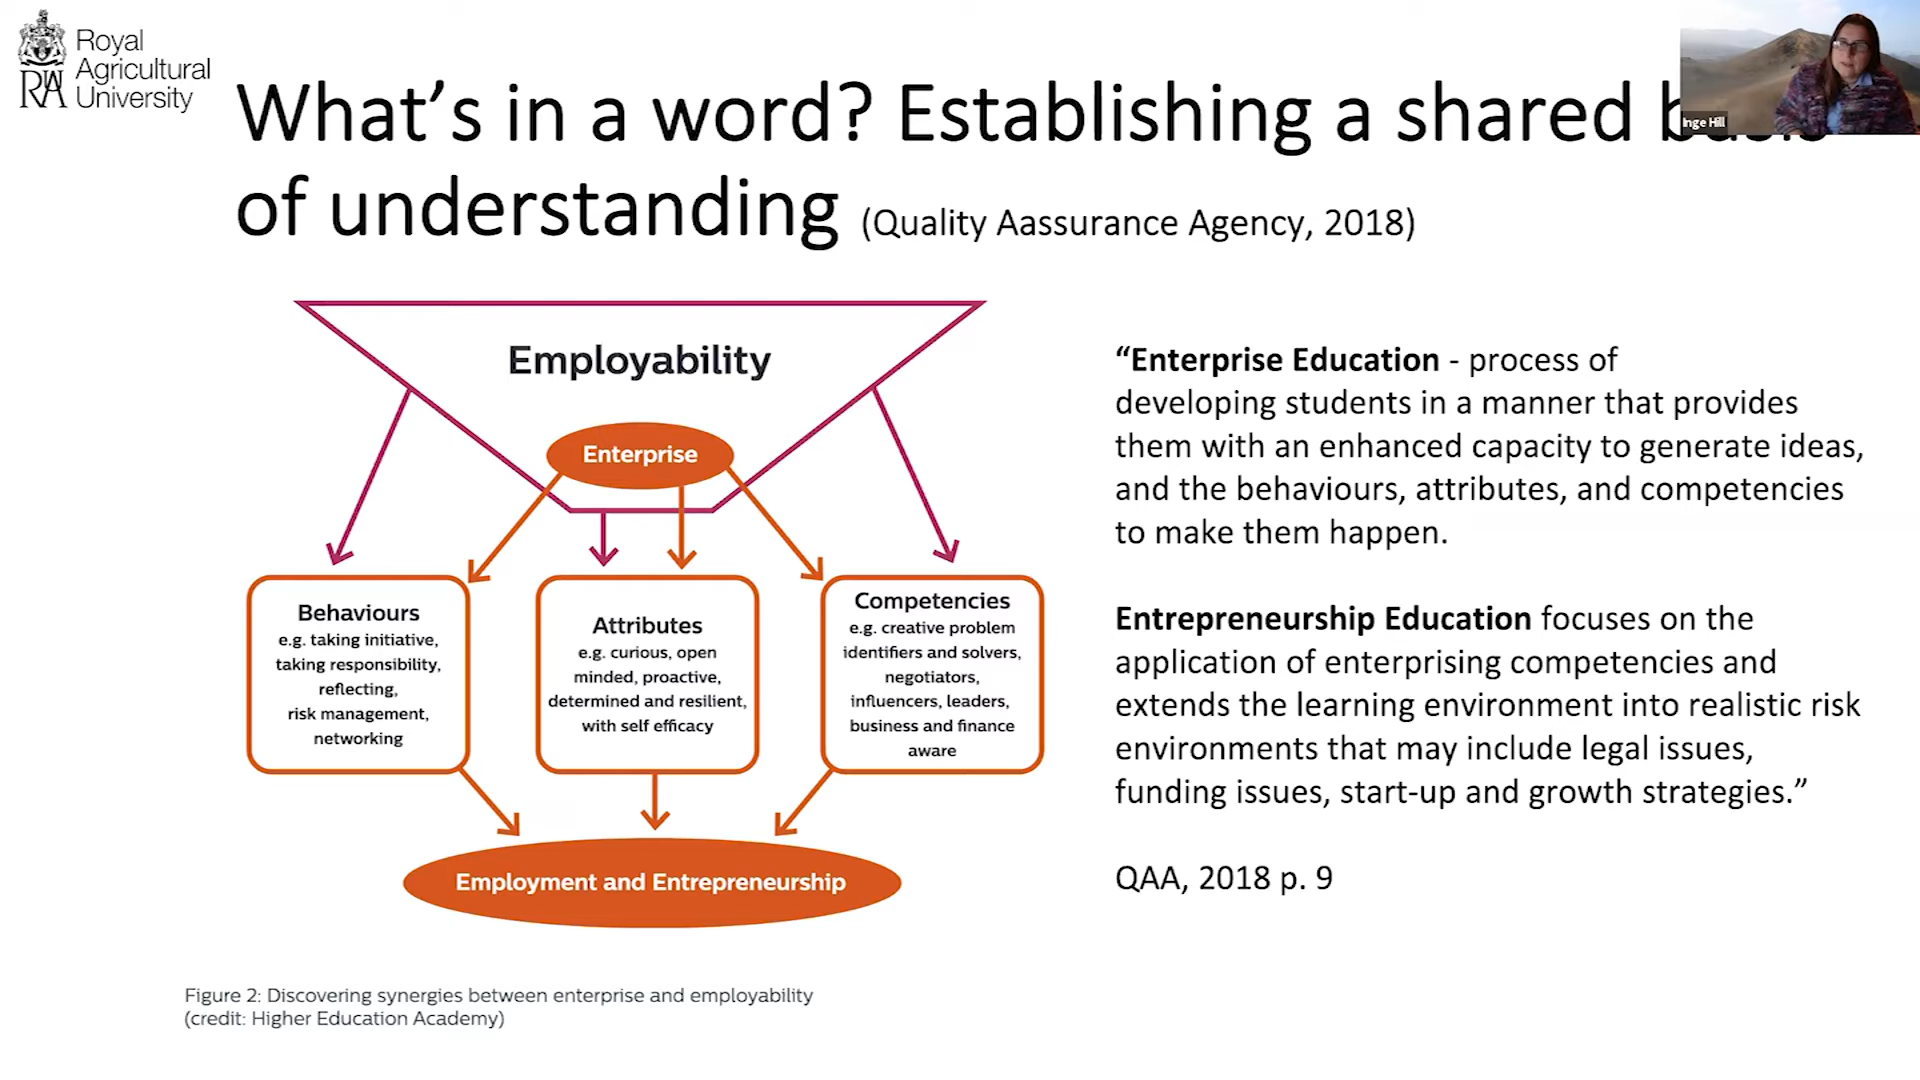 Royal
Agricultural
University
RAU
Inge Hill
What's in a word? Establishing a shared
of understanding (Quality Aassurance Agency, 2018)
Employability
Enterprise
Behaviours
e.g. taking initiative,
taking responsibility,
reflecting,
risk management,
networking
Attributes
e.g. curious, open
minded, proactive,
determined and resilient,
with self efficacy
Competencies
e.g. creative problem
identifiers and solvers,
negotiators,
influencers, leaders,
business and finance
aware
Employment and Entrepreneurship
Figure 2: Discovering synergies between enterprise and employability
(credit: Higher Education Academy)
“Enterprise Education - process of
developing students in a manner that provides
them with an enhanced capacity to generate ideas,
and the behaviours, attributes, and competencies
to make them happen.
Entrepreneurship Education focuses on the
application of enterprising competencies and
extends the learning environment into realistic risk
environments that may include legal issues,
funding issues, start-up and growth strategies.”
QAA, 2018 p. 9